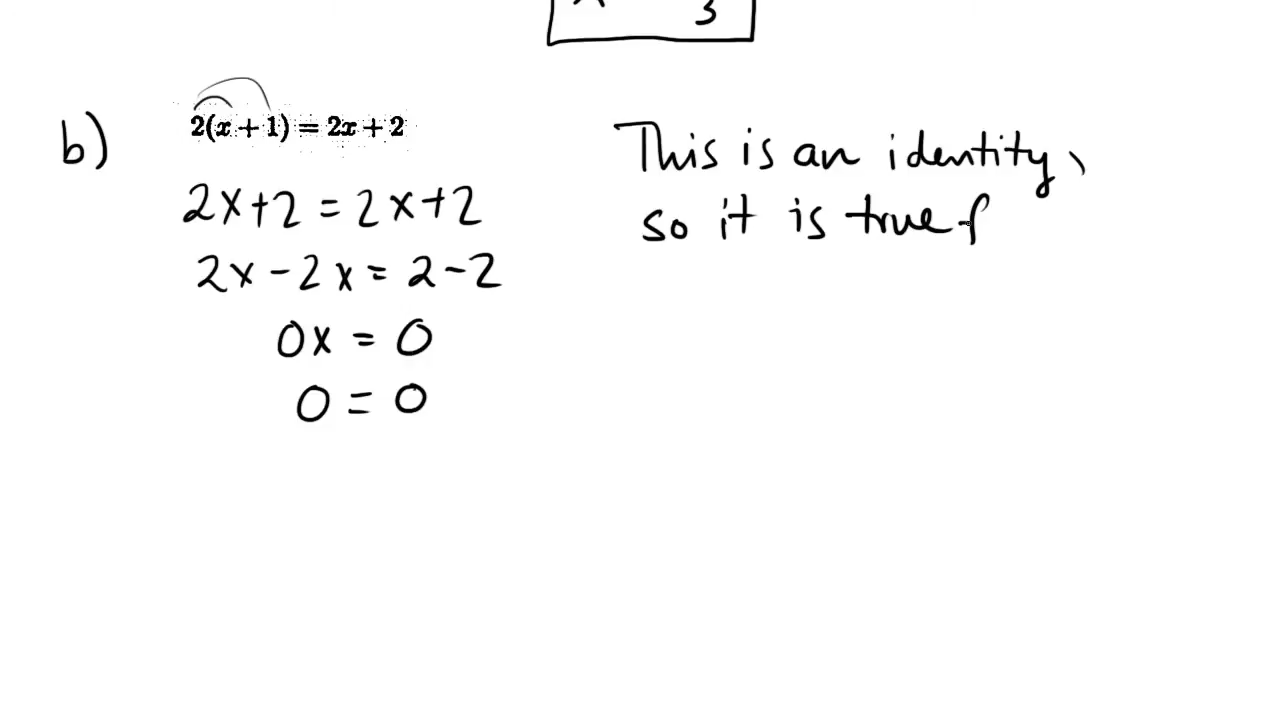 3
b)
2(x + 1) = 2x + 2
2x+2 = 2x+2
2x - 2x = 2 - 2
0x = 0
0 = 0
This is an identity,
so it is true f